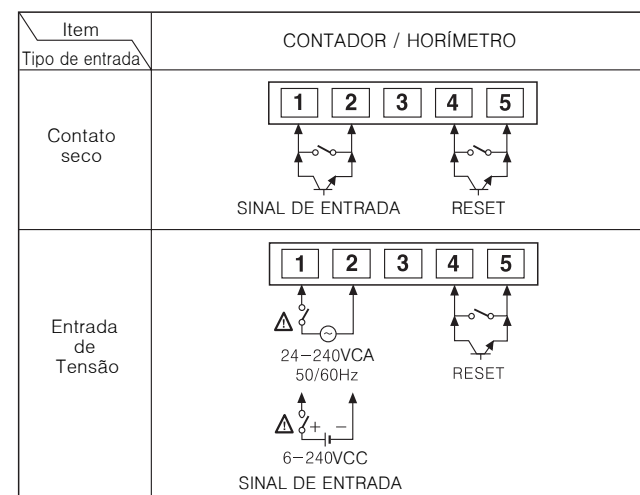 Item
Tipo de entrada
CONTADOR / HORÍMETRO
Contato
seco
1 2 3 4 5
SINAL DE ENTRADA RESET
Entrada
de
Tensão
1 2 3 4 5
24-240VCA
50/60Hz
RESET
+ -
6-240VCC
SINAL DE ENTRADA